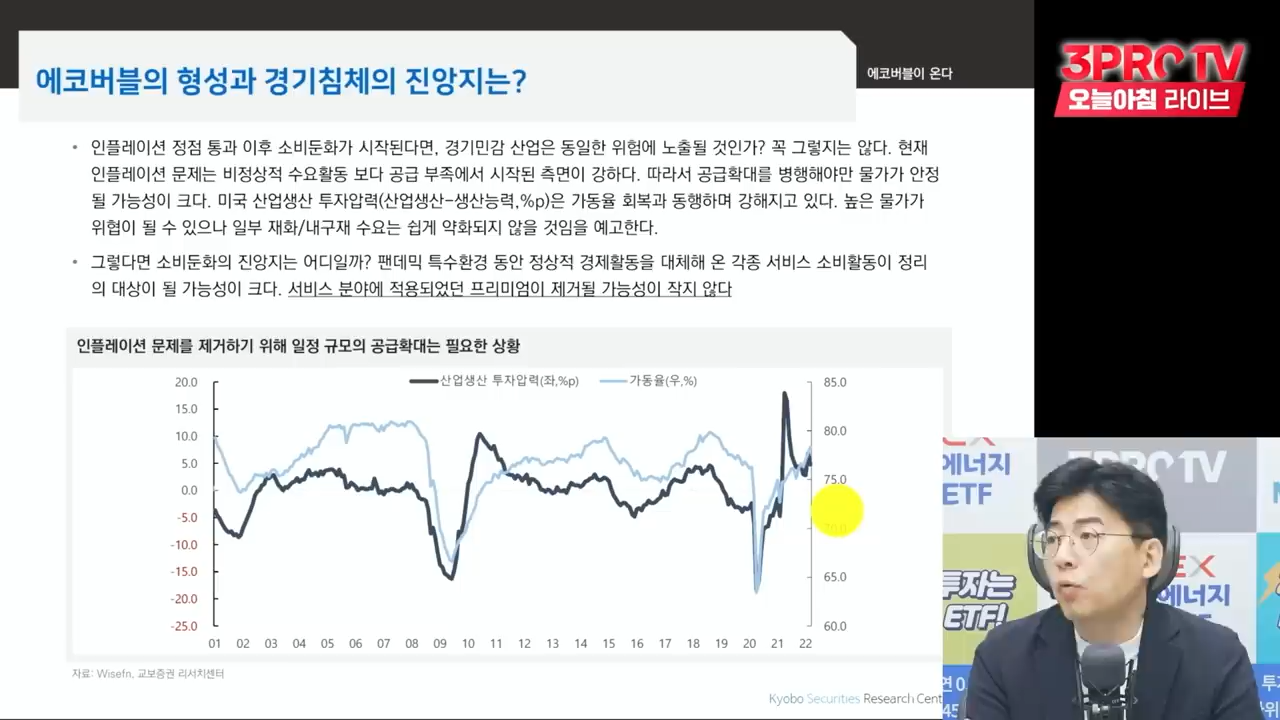 에코버블의 형성과 경기침체의 진앙지는?
에코버블이 온다
3PRO TV
오늘아침 라이브
• 인플레이션 정점 통과 이후 소비둔화가 시작된다면, 경기민감 산업은 동일한 위험에 노출될 것인가? 꼭 그렇지는 않다. 현재
인플레이션 문제는 비정상적 수요활동 보다 공급 부족에서 시작된 측면이 강하다. 따라서 공급확대를 병행해야만 물가가 안정
될 가능성이 크다. 미국 산업생산 투자압력(산업생산-생산능력,%p)은 가동율 회복과 동행하며 강해지고 있다. 높은 물가가
위협이 될 수 있으나 일부 재화/내구재 수요는 쉽게 약화되지 않을 것임을 예고한다.
• 그렇다면 소비둔화의 진앙지는 어디일까? 팬데믹 특수환경 동안 정상적 경제활동을 대체해 온 각종 서비스 소비활동이 정리
의 대상이 될 가능성이 크다. 서비스 분야에 적용되었던 프리미엄이 제거될 가능성이 작지 않다
인플레이션 문제를 제거하기 위해 일정 규모의 공급확대는 필요한 상황
산업생산 투자압력(좌,%p) 가동율(우,%)
20.0
15.0
10.0
5.0
0.0
-5.0
-10.0
-15.0
-20.0
-25.0
85.0
80.0
75.0
70.0
65.0
60.0
01 02 03 04 05 06 07 08 09 10 11 12 13 14 15 16 17 18 19 20 21 22
자료: Wisefn, 교보증권 리서치센터
Kyobo Securities Research Cent
에너지
ETF
3PRO TV
투자는
ETF!
EX
에너지